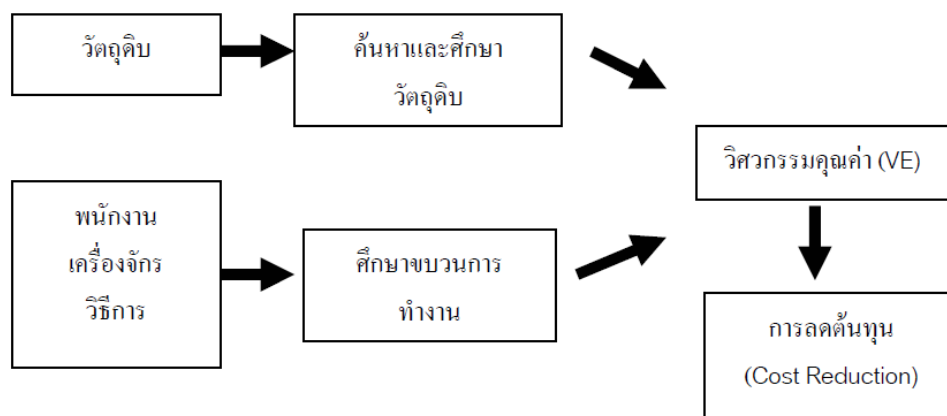 วัตถุดิบ
ค้นหาและศึกษา
วัตถุดิบ
วิศวกรรมคุณค่า (VE)
พนักงาน
เครื่องจักร
วิธีการ
ศึกษาขบวนการ
ทำงาน
การลดต้นทุน
(Cost Reduction)